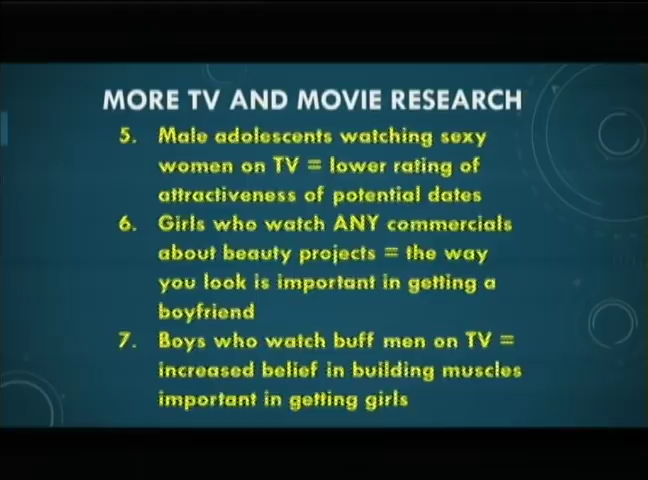 MORE TV AND MOVIE RESEARCH
5. Male adolescents watching sexy
women on TV = lower rating of
attractiveness of potential dates
6. Girls who watch ANY commercials
about beauty projects = the way
you look is important in getting a
boyfriend
7. Boys who watch buff men on TV =
increased belief in building muscles
important in getting girls